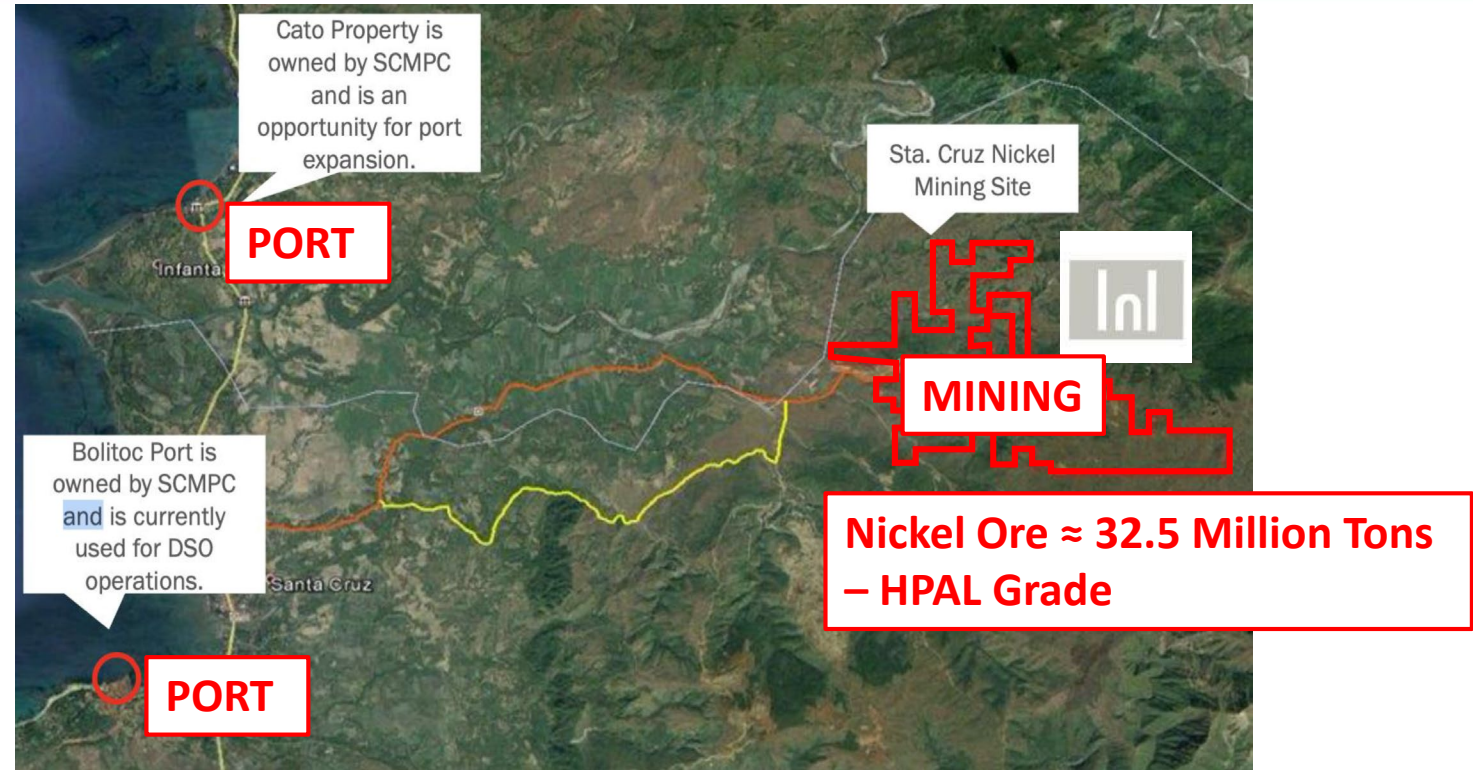 Cato Property is
owned by SCMPC
and is an
opportunity for port
expansion.
PORT
Infanta
Sta. Cruz Nickel
Mining Site
MINING
Bolitoc Port is
owned by SCMPC
and is currently
used for DSO
operations.
Santa Cruz
PORT
Nickel Ore ≈ 32.5 Million Tons
– HPAL Grade